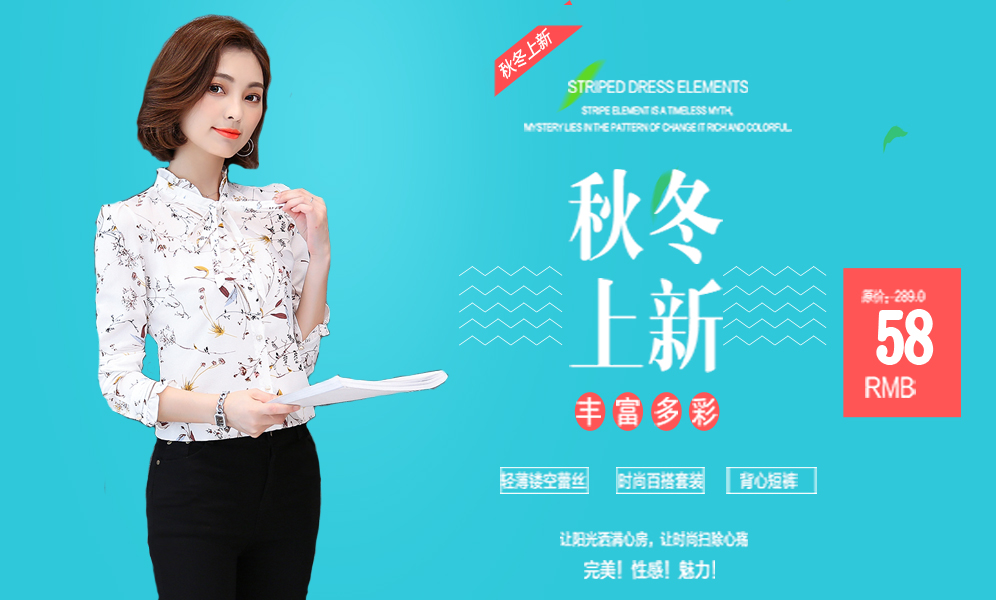 秋冬上新
STRIPED DRESS ELEMENTS
STRIPE ELEMENT IS A TIMELESS MYTH,
MYSTERY LIES IN THE PATTERN OF CHANGE IT RICH AND COLORFUL.
秋冬
上新
丰富多彩
原价:289.0
58
RMB
轻薄镂空蕾丝 时尚百搭套装 背心短裤
让阳光洒满心房，让时尚扫除心殇
完美！性感！魅力！